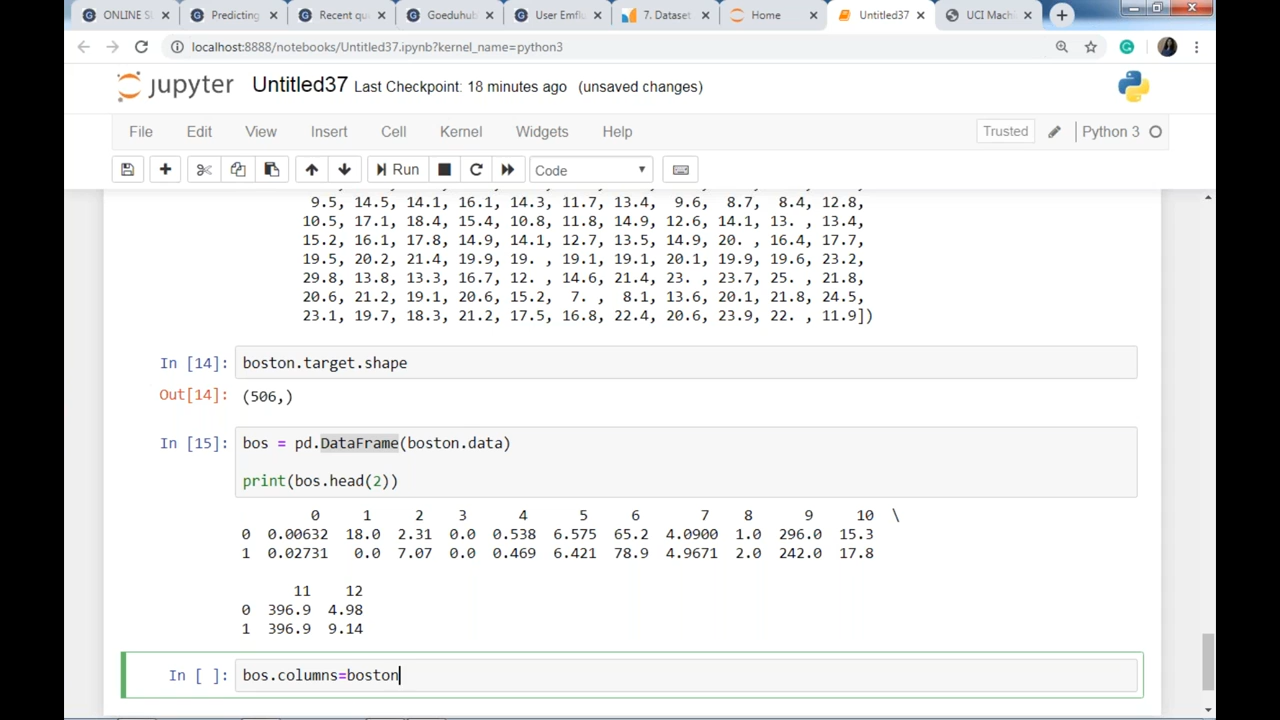 ONLINE S
Predicting
Recent qu
Goeduhub
User Emflu
7. Dataset
Home
Untitled37
UCI Machi
localhost:8888/notebooks/Untitled37.ipynb?kernel_name=python3
jupyter Untitled37 Last Checkpoint: 18 minutes ago (unsaved changes)
File Edit View Insert Cell Kernel Widgets Help Trusted Python 3
Run Code
9.5, 14.5, 14.1, 16.1, 14.3, 11.7, 13.4, 9.6, 8.7, 8.4, 12.8,
10.5, 17.1, 18.4, 15.4, 10.8, 11.8, 14.9, 12.6, 14.1, 13. , 13.4,
15.2, 16.1, 17.8, 14.9, 14.1, 12.7, 13.5, 14.9, 20. , 16.4, 17.7,
19.5, 20.2, 21.4, 19.9, 19. , 19.1, 19.1, 20.1, 19.9, 19.6, 23.2,
29.8, 13.8, 13.3, 16.7, 12. , 14.6, 21.4, 23. , 23.7, 25. , 21.8,
20.6, 21.2, 19.1, 20.6, 15.2, 7. , 8.1, 13.6, 20.1, 21.8, 24.5,
23.1, 19.7, 18.3, 21.2, 17.5, 16.8, 22.4, 20.6, 23.9, 22. , 11.9])
In [14]: boston.target.shape
Out[14]: (506,)
In [15]: bos = pd.DataFrame(boston.data)
print(bos.head(2))
0 1 2 3 4 5 6 7 8 9 10 \
0 0.00632 18.0 2.31 0.0 0.538 6.575 65.2 4.0900 1.0 296.0 15.3
1 0.02731 0.0 7.07 0.0 0.469 6.421 78.9 4.9671 2.0 242.0 17.8
11 12
0 396.9 4.98
1 396.9 9.14
In [ ]: bos.columns=boston